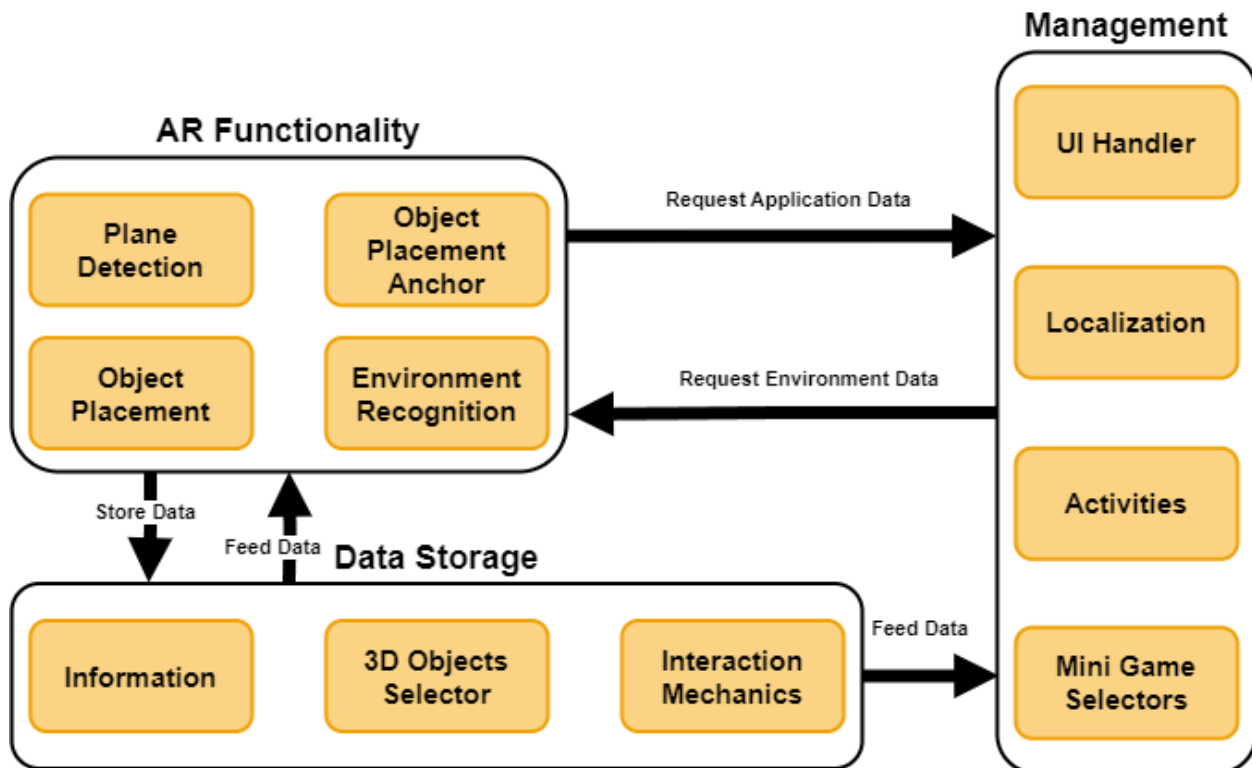 Management
UI Handler
Localization
Activities
Mini Game
Selectors
AR Functionality
Plane
Detection
Object
Placement
Anchor
Object
Placement
Environment
Recognition
Request Application Data
Request Environment Data
Store Data
Feed Data
Data Storage
Information
3D Objects
Selector
Interaction
Mechanics
Feed Data